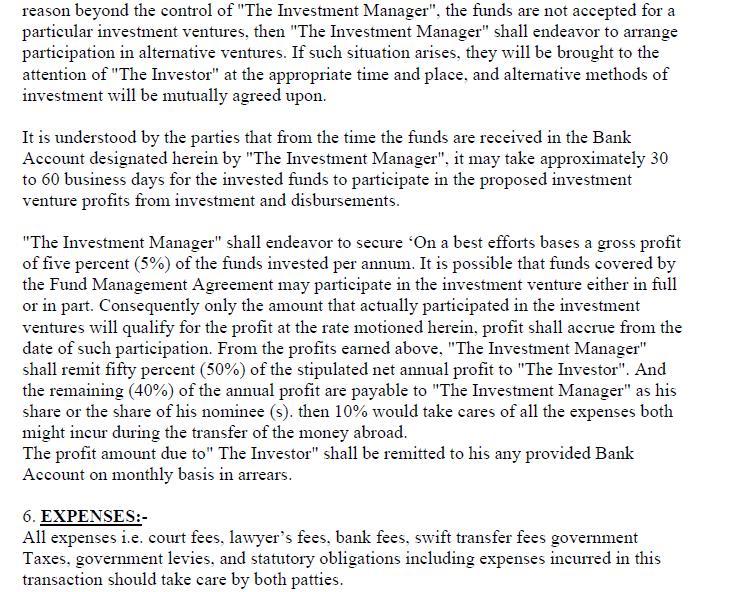 reason beyond the control of "The Investment Manager", the funds are not accepted for a
particular investment ventures, then "The Investment Manager" shall endeavor to arrange
participation in alternative ventures. If such situation arises, they will be brought to the
attention of "The Investor" at the appropriate time and place, and alternative methods of
investment will be mutually agreed upon.

It is understood by the parties that from the time the funds are received in the Bank
Account designated herein by "The Investment Manager", it may take approximately 30
to 60 business days for the invested funds to participate in the proposed investment
venture profits from investment and disbursements.

"The Investment Manager" shall endeavor to secure ‘On a best efforts bases a gross profit
of five percent (5%) of the funds invested per annum. It is possible that funds covered by
the Fund Management Agreement may participate in the investment venture either in full
or in part. Consequently only the amount that actually participated in the investment
ventures will qualify for the profit at the rate motioned herein, profit shall accrue from the
date of such participation. From the profits earned above, "The Investment Manager"
shall remit fifty percent (50%) of the stipulated net annual profit to "The Investor". And
the remaining (40%) of the annual profit are payable to "The Investment Manager" as his
share or the share of his nominee (s). then 10% would take cares of all the expenses both
might incur during the transfer of the money abroad.
The profit amount due to" The Investor" shall be remitted to his any provided Bank
Account on monthly basis in arrears.

6. EXPENSES:-
All expenses i.e. court fees, lawyer’s fees, bank fees, swift transfer fees government
Taxes, government levies, and statutory obligations including expenses incurred in this
transaction should take care by both patties.